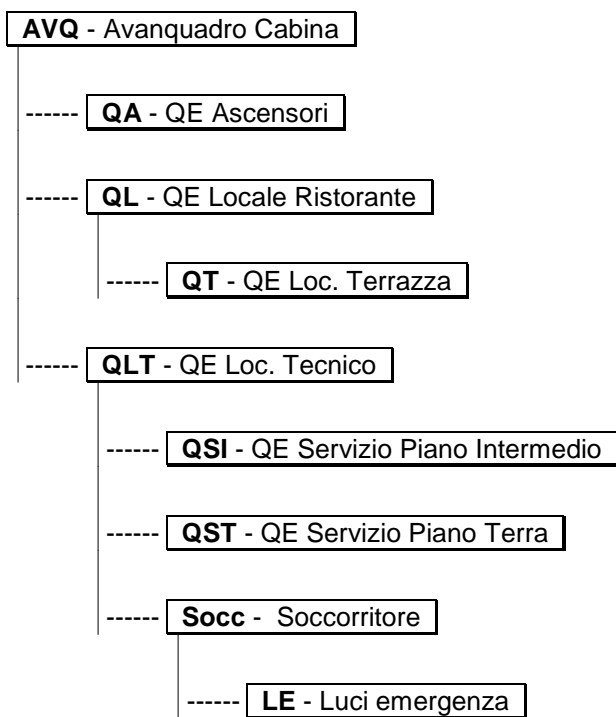 AVQ - Avanquadro Cabina
------ QA - QE Ascensori
------ QL - QE Locale Ristorante
------ QT - QE Loc. Terrazza
------ QLT - QE Loc. Tecnico
------ QSI - QE Servizio Piano Intermedio
------ QST - QE Servizio Piano Terra
------ Socc - Soccorritore
------ LE - Luci emergenza